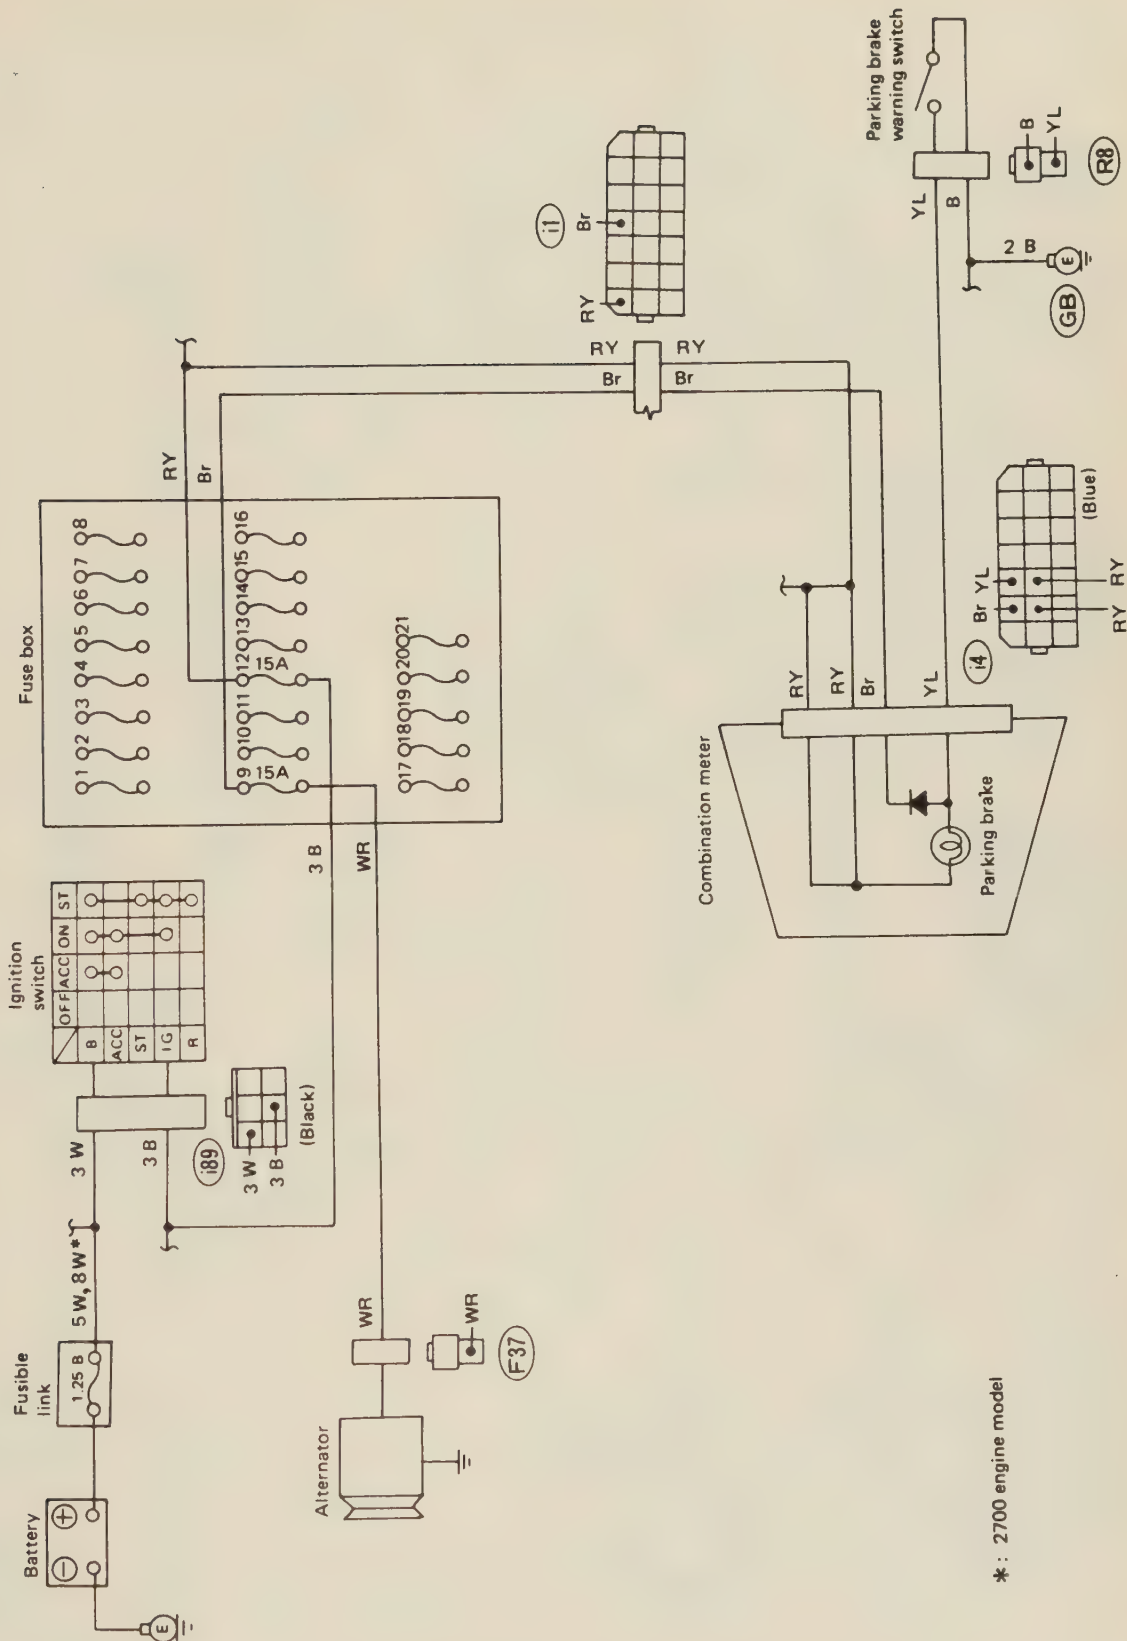 Battery
−
+
E
Fusible link
1.25 B
5 W, 8 W*
3 W
3 B
i89
3 W
3 B
(Black)
Ignition switch
OFF ACC ON ST
B
ACC
ST
IG
R
Alternator
WR
WR
F37
3 B
WR
Fuse box
1 2 3 4 5 6 7 8
9 10 11 12 13 14 15 16
15A 15A
17 18 19 20 21
RY
Br
RY
Br
RY
Br
RY
Br
i1
Combination meter
Parking brake
RY
RY
Br
YL
i4
Br YL
RY RY
(Blue)
Parking brake warning switch
YL
B
2 B
E
GB
B
YL
R8
*: 2700 engine model